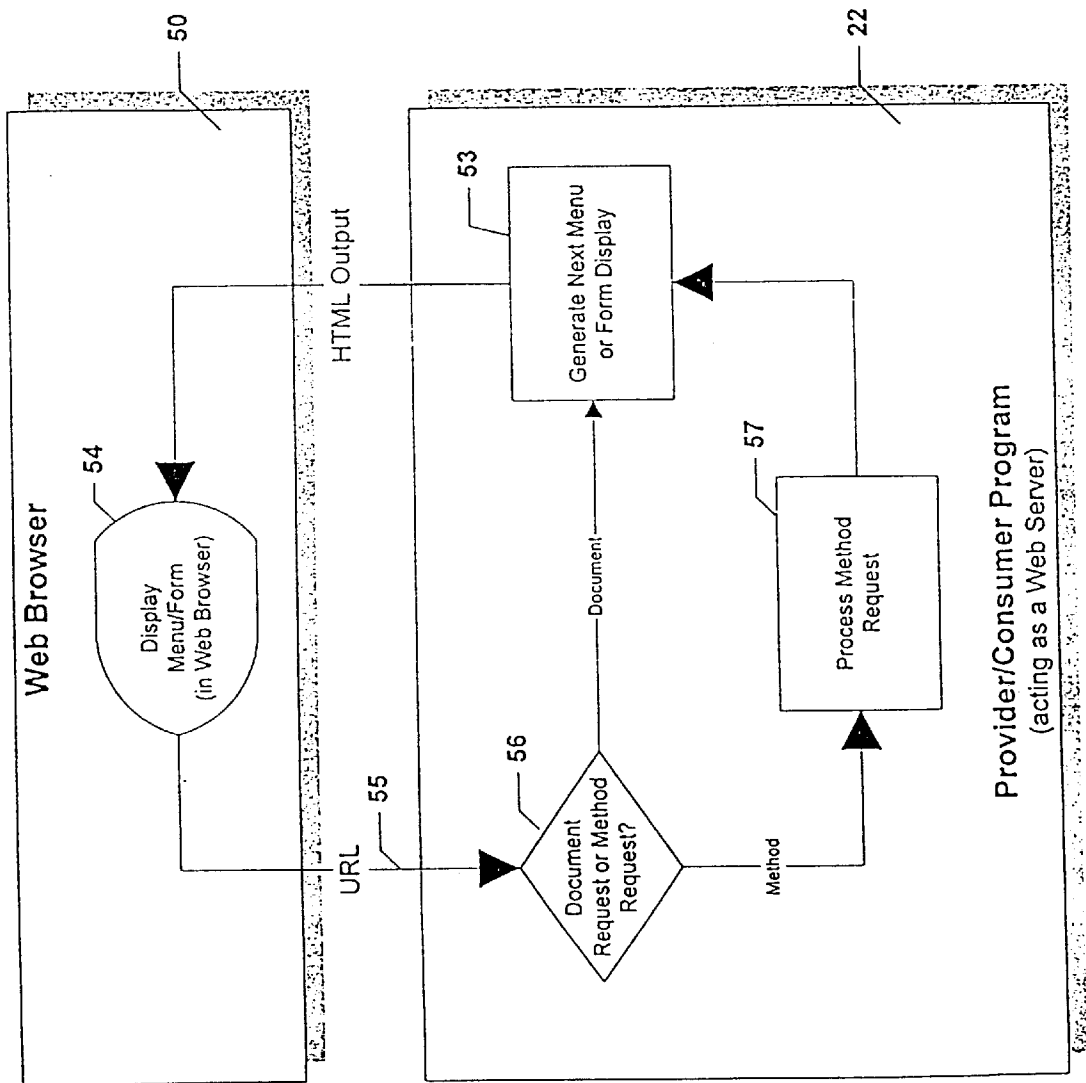 Web Browser
50
54
Display
Menu/Form
(in Web Browser)
URL
55
HTML Output
56
Document
Request or Method
Request?
Document
53
Generate Next Menu
or Form Display
Method
57
Process Method
Request
Provider/Consumer Program
(acting as a Web Server)
22